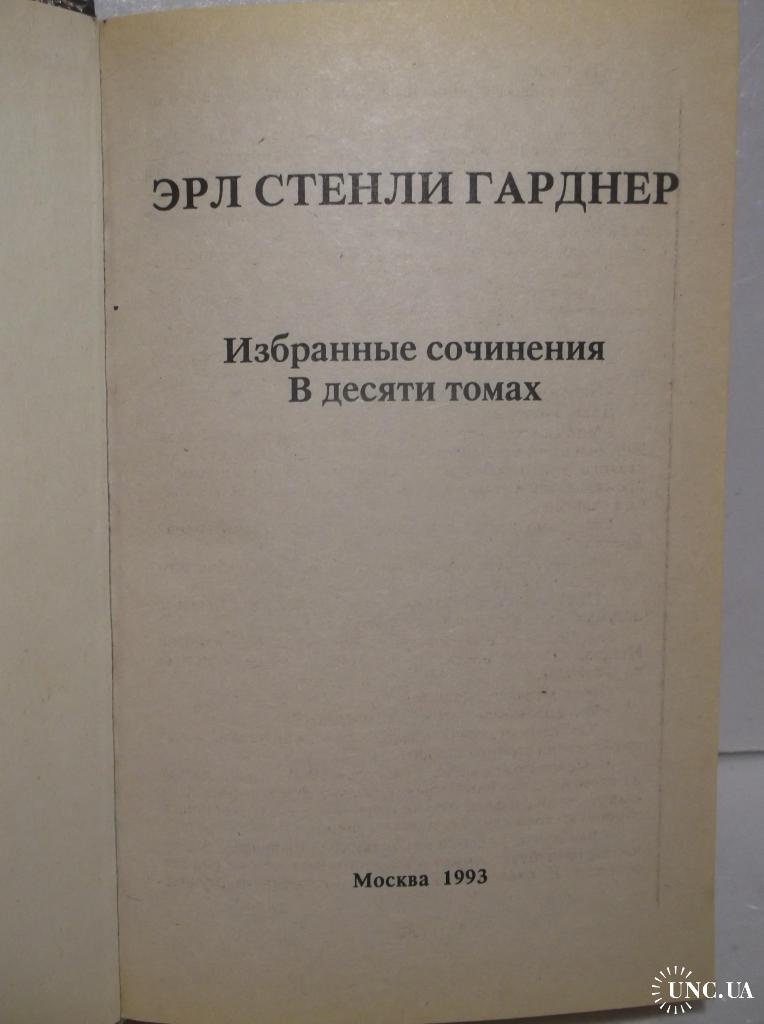 ЭРЛ СТЕНЛИ ГАРДНЕР
Избранные сочинения
В десяти томах
Москва 1993
UNC.UA